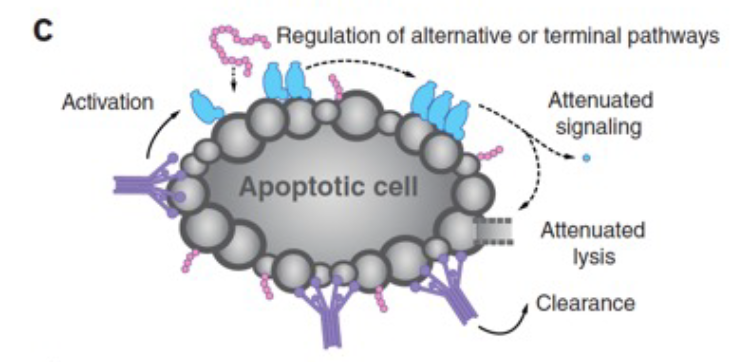 C
Regulation of alternative or terminal pathways
Activation
Attenuated
signaling
Apoptotic cell
Attenuated
lysis
Clearance